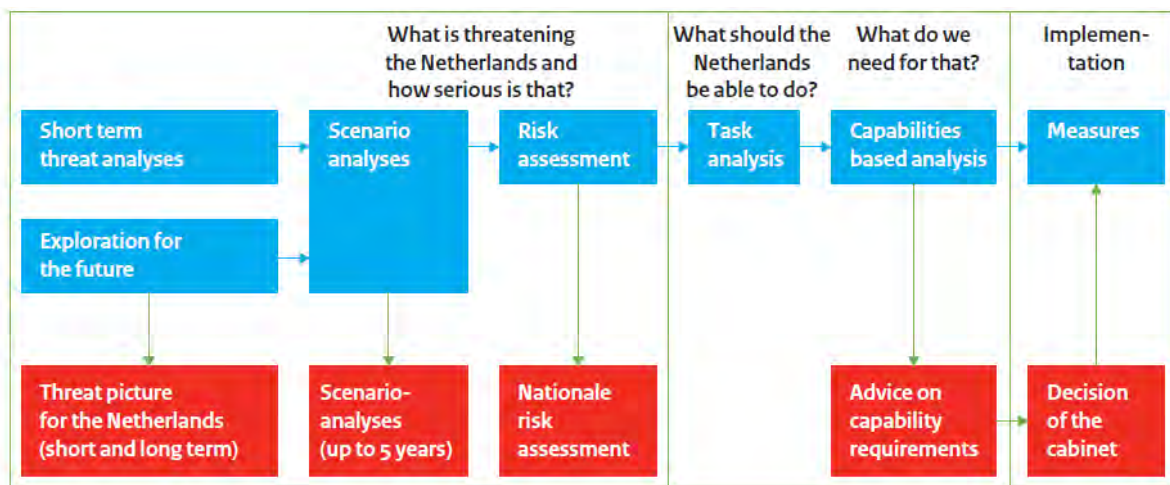 What is threatening
the Netherlands and
how serious is that?
What should the
Netherlands
be able to do?
What do we
need for that?
Implemen-
tation
Short term
threat analyses
Scenario
analyses
Risk
assessment
Task
analysis
Capabilities
based analysis
Measures
Exploration for
the future
Threat picture
for the Netherlands
(short and long term)
Scenario-
analyses
(up to 5 years)
Nationale
risk
assessment
Advice on
capability
requirements
Decision
of the
cabinet